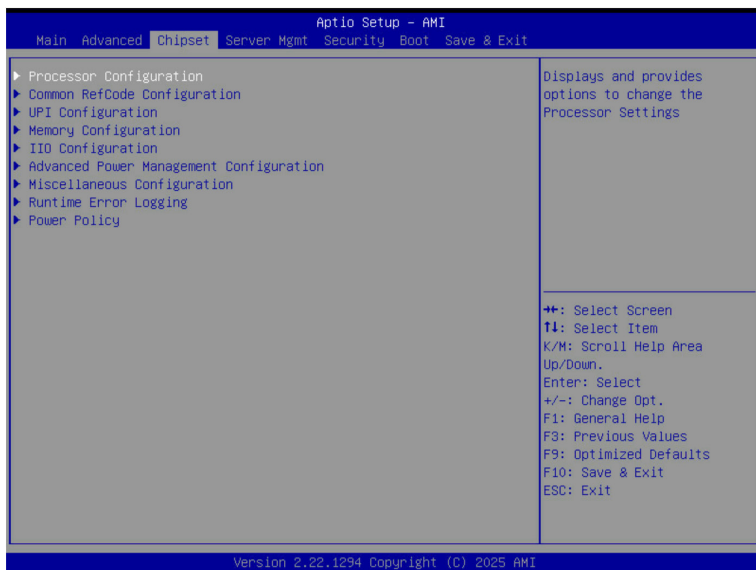 Aptio Setup – AMI
Main Advanced Chipset Server Mgmt Security Boot Save & Exit
Processor Configuration
Common RefCode Configuration
UPI Configuration
Memory Configuration
IIO Configuration
Advanced Power Management Configuration
Miscellaneous Configuration
Runtime Error Logging
Power Policy
Displays and provides
options to change the
Processor Settings
→←: Select Screen
↑↓: Select Item
K/M: Scroll Help Area
Up/Down.
Enter: Select
+/-: Change Opt.
F1: General Help
F3: Previous Values
F9: Optimized Defaults
F10: Save & Exit
ESC: Exit
Version 2.22.1294 Copyright (C) 2025 AMI